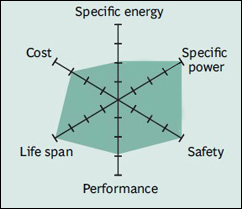 Specific energy
Cost
Specific
power
Life span
Safety
Performance